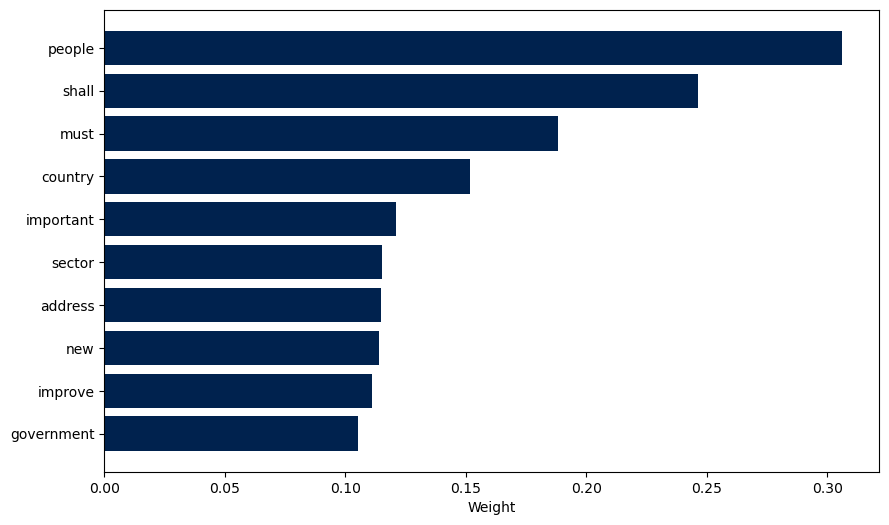 people
shall
must
country
important
sector
address
new
improve
government
0.00 0.05 0.10 0.15 0.20 0.25 0.30
Weight